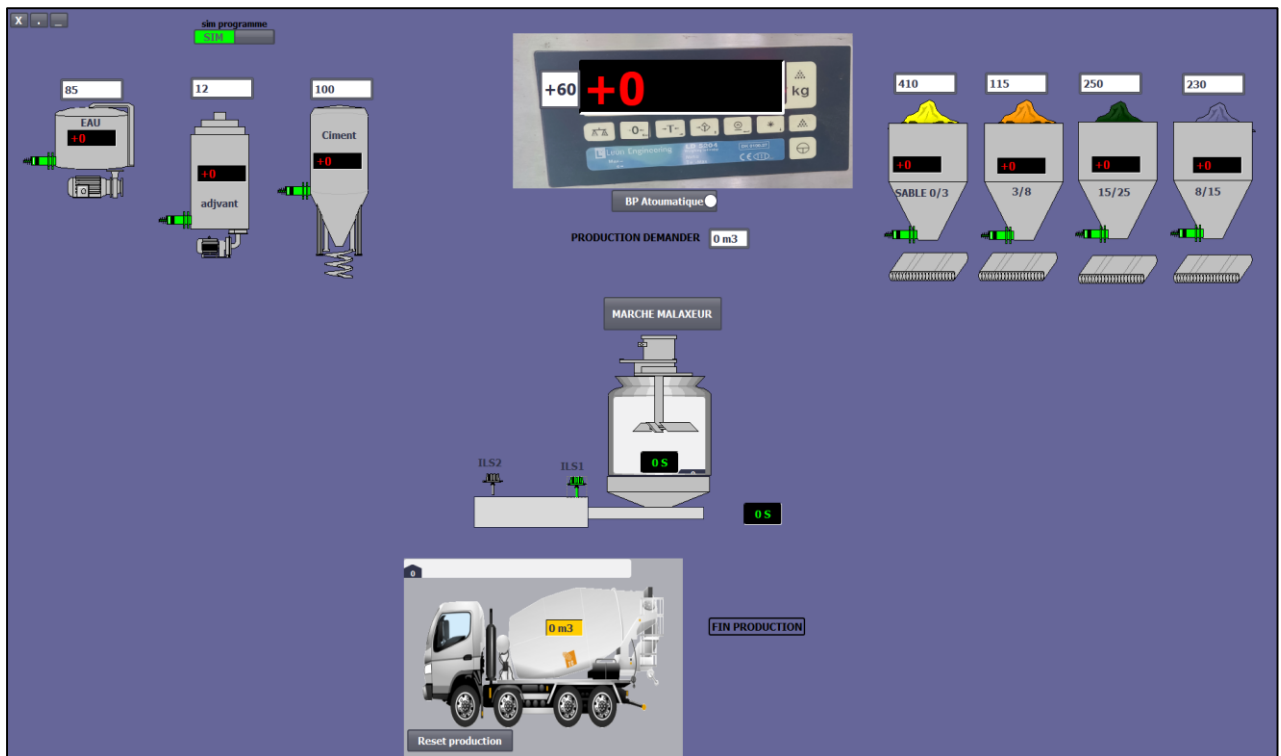 X . _
sim programme
SIM
85
12
100
EAU
+0
+0
adjvant
Ciment
+0
+60 +0
kg
-0-
-T-
Engineering
BP Atoumatique
PRODUCTION DEMANDER 0 m3
410
115
250
230
+0
+0
+0
+0
SABLE 0/3
3/8
15/25
8/15
MARCHE MALAXEUR
0 S
ILS2
ILS1
0 S
0
0 m3
FIN PRODUCTION
Reset production